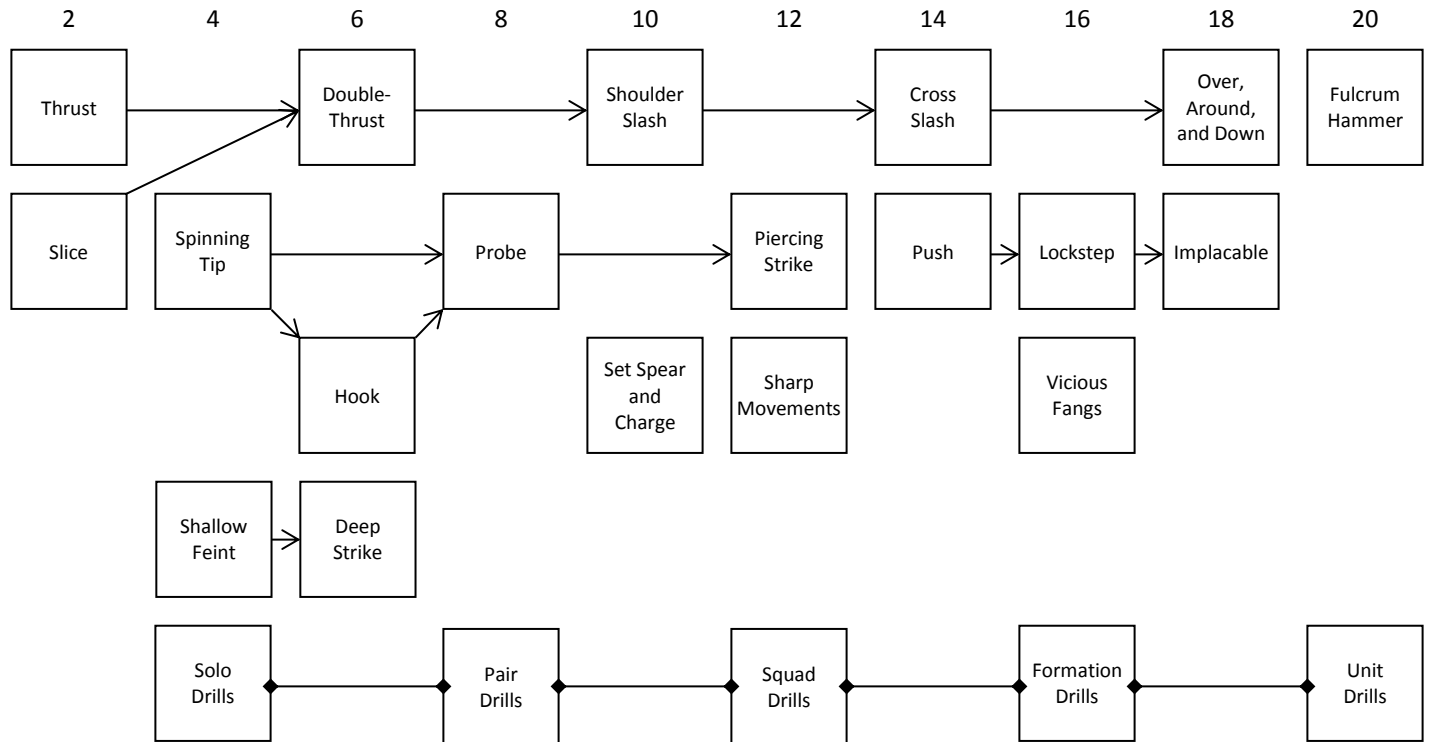 2 4 6 8 10 12 14 16 18 20
Thrust
Double-
Thrust
Shoulder
Slash
Cross
Slash
Over,
Around,
and Down
Fulcrum
Hammer
Slice
Spinning
Tip
Probe
Piercing
Strike
Push
Lockstep
Implacable
Hook
Set Spear
and
Charge
Sharp
Movements
Vicious
Fangs
Shallow
Feint
Deep
Strike
Solo
Drills
Pair
Drills
Squad
Drills
Formation
Drills
Unit
Drills